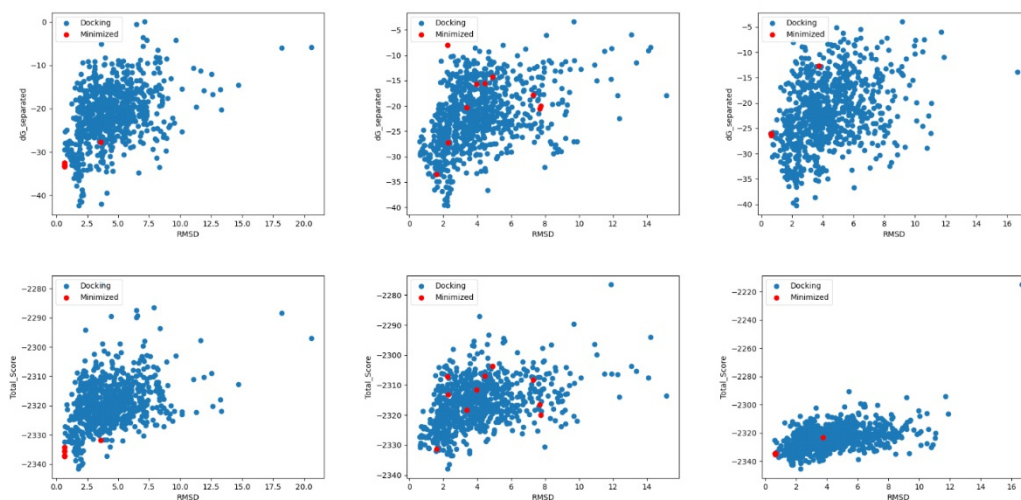 Docking
Minimized
dG_separated
0
−10
−20
−30
−40
0.0 2.5 5.0 7.5 10.0 12.5 15.0 17.5 20.0
RMSD
Docking
Minimized
dG_separated
−5
−10
−15
−20
−25
−30
−35
−40
2 4 6 8 10 12 14
RMSD
Docking
Minimized
dG_separated
−5
−10
−15
−20
−25
−30
−35
−40
0 2 4 6 8 10 12 14 16
RMSD
Docking
Minimized
Total_Score
−2280
−2290
−2300
−2310
−2320
−2330
−2340
0.0 2.5 5.0 7.5 10.0 12.5 15.0 17.5 20.0
RMSD
Docking
Minimized
Total_Score
−2280
−2290
−2300
−2310
−2320
−2330
−2340
2 4 6 8 10 12 14
RMSD
Docking
Minimized
Total_Score
−2220
−2240
−2260
−2280
−2300
−2320
−2340
0 2 4 6 8 10 12 14 16
RMSD